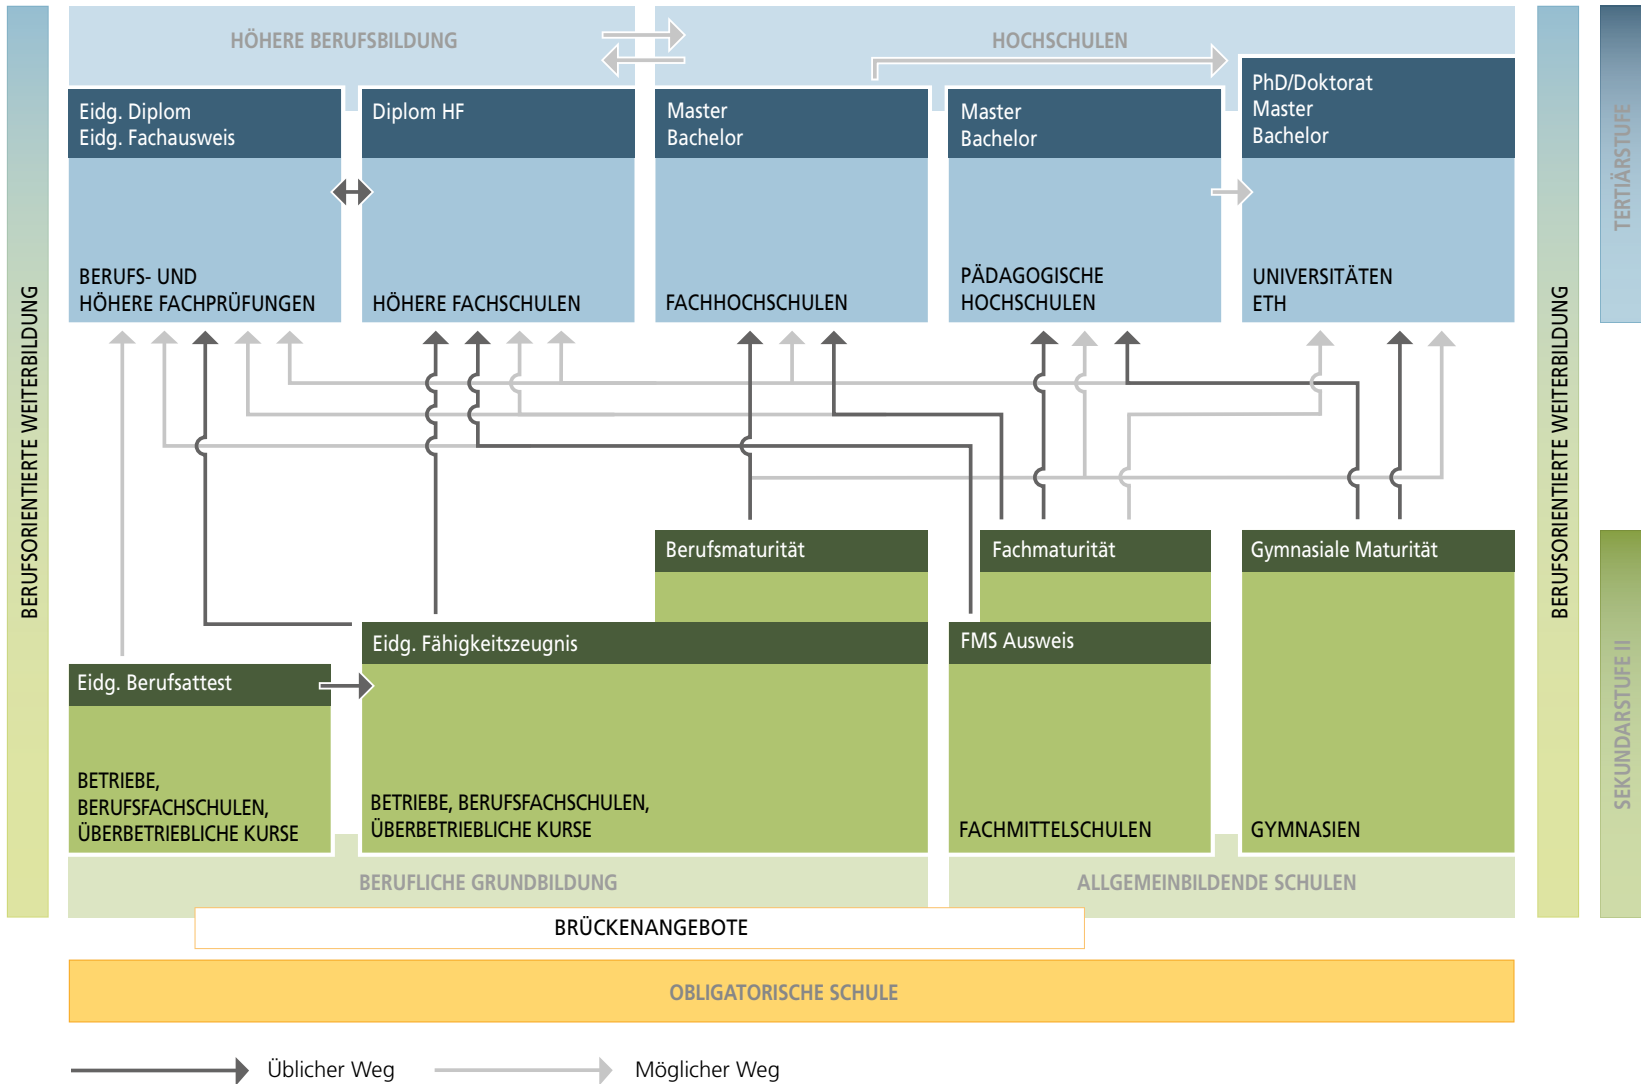 HÖHERE BERUFSBILDUNG
HOCHSCHULEN
Eidg. Diplom
Eidg. Fachausweis
Diplom HF
Master
Bachelor
Master
Bachelor
PhD/Doktorat
Master
Bachelor
BERUFS- UND
HÖHERE FACHPRÜFUNGEN
HÖHERE FACHSCHULEN
FACHHOCHSCHULEN
PÄDAGOGISCHE
HOCHSCHULEN
UNIVERSITÄTEN
ETH
BERUFSORIENTIERTE WEITERBILDUNG
BERUFSORIENTIERTE WEITERBILDUNG
TERTIÄRSTUFE
SEKUNDARSTUFE II
Berufsmaturität
Fachmaturität
Gymnasiale Maturität
Eidg. Fähigkeitszeugnis
FMS Ausweis
Eidg. Berufsattest
BETRIEBE,
BERUFSFACHSCHULEN,
ÜBERBETRIEBLICHE KURSE
BETRIEBE, BERUFSFACHSCHULEN,
ÜBERBETRIEBLICHE KURSE
FACHMITTELSCHULEN
GYMNASIEN
BERUFLICHE GRUNDBILDUNG
ALLGEMEINBILDENDE SCHULEN
BRÜCKENANGEBOTE
OBLIGATORISCHE SCHULE
Üblicher Weg
Möglicher Weg